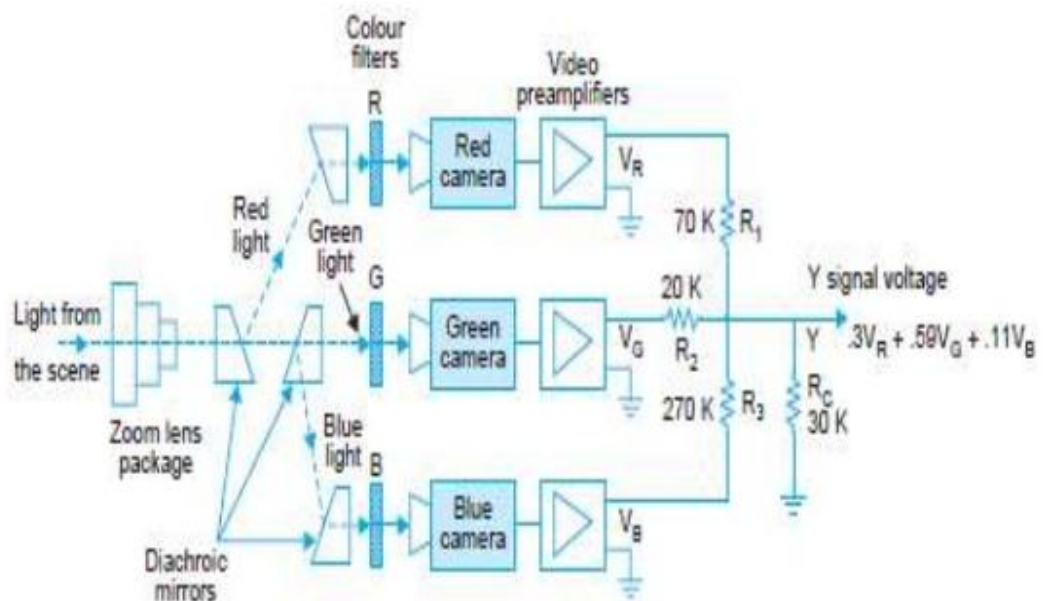 Colour
filters
R
Video
preamplifiers
Red
camera
V_R
70 K
R_1
Red
light
Green
light
G
20 K
Y signal voltage
Light from
the scene
Green
camera
V_G
R_2
Y
.3V_R + .59V_G + .11V_B
270 K
R_3
R_C
30 K
Zoom lens
package
Blue
light
B
Blue
camera
V_B
Diachroic
mirrors